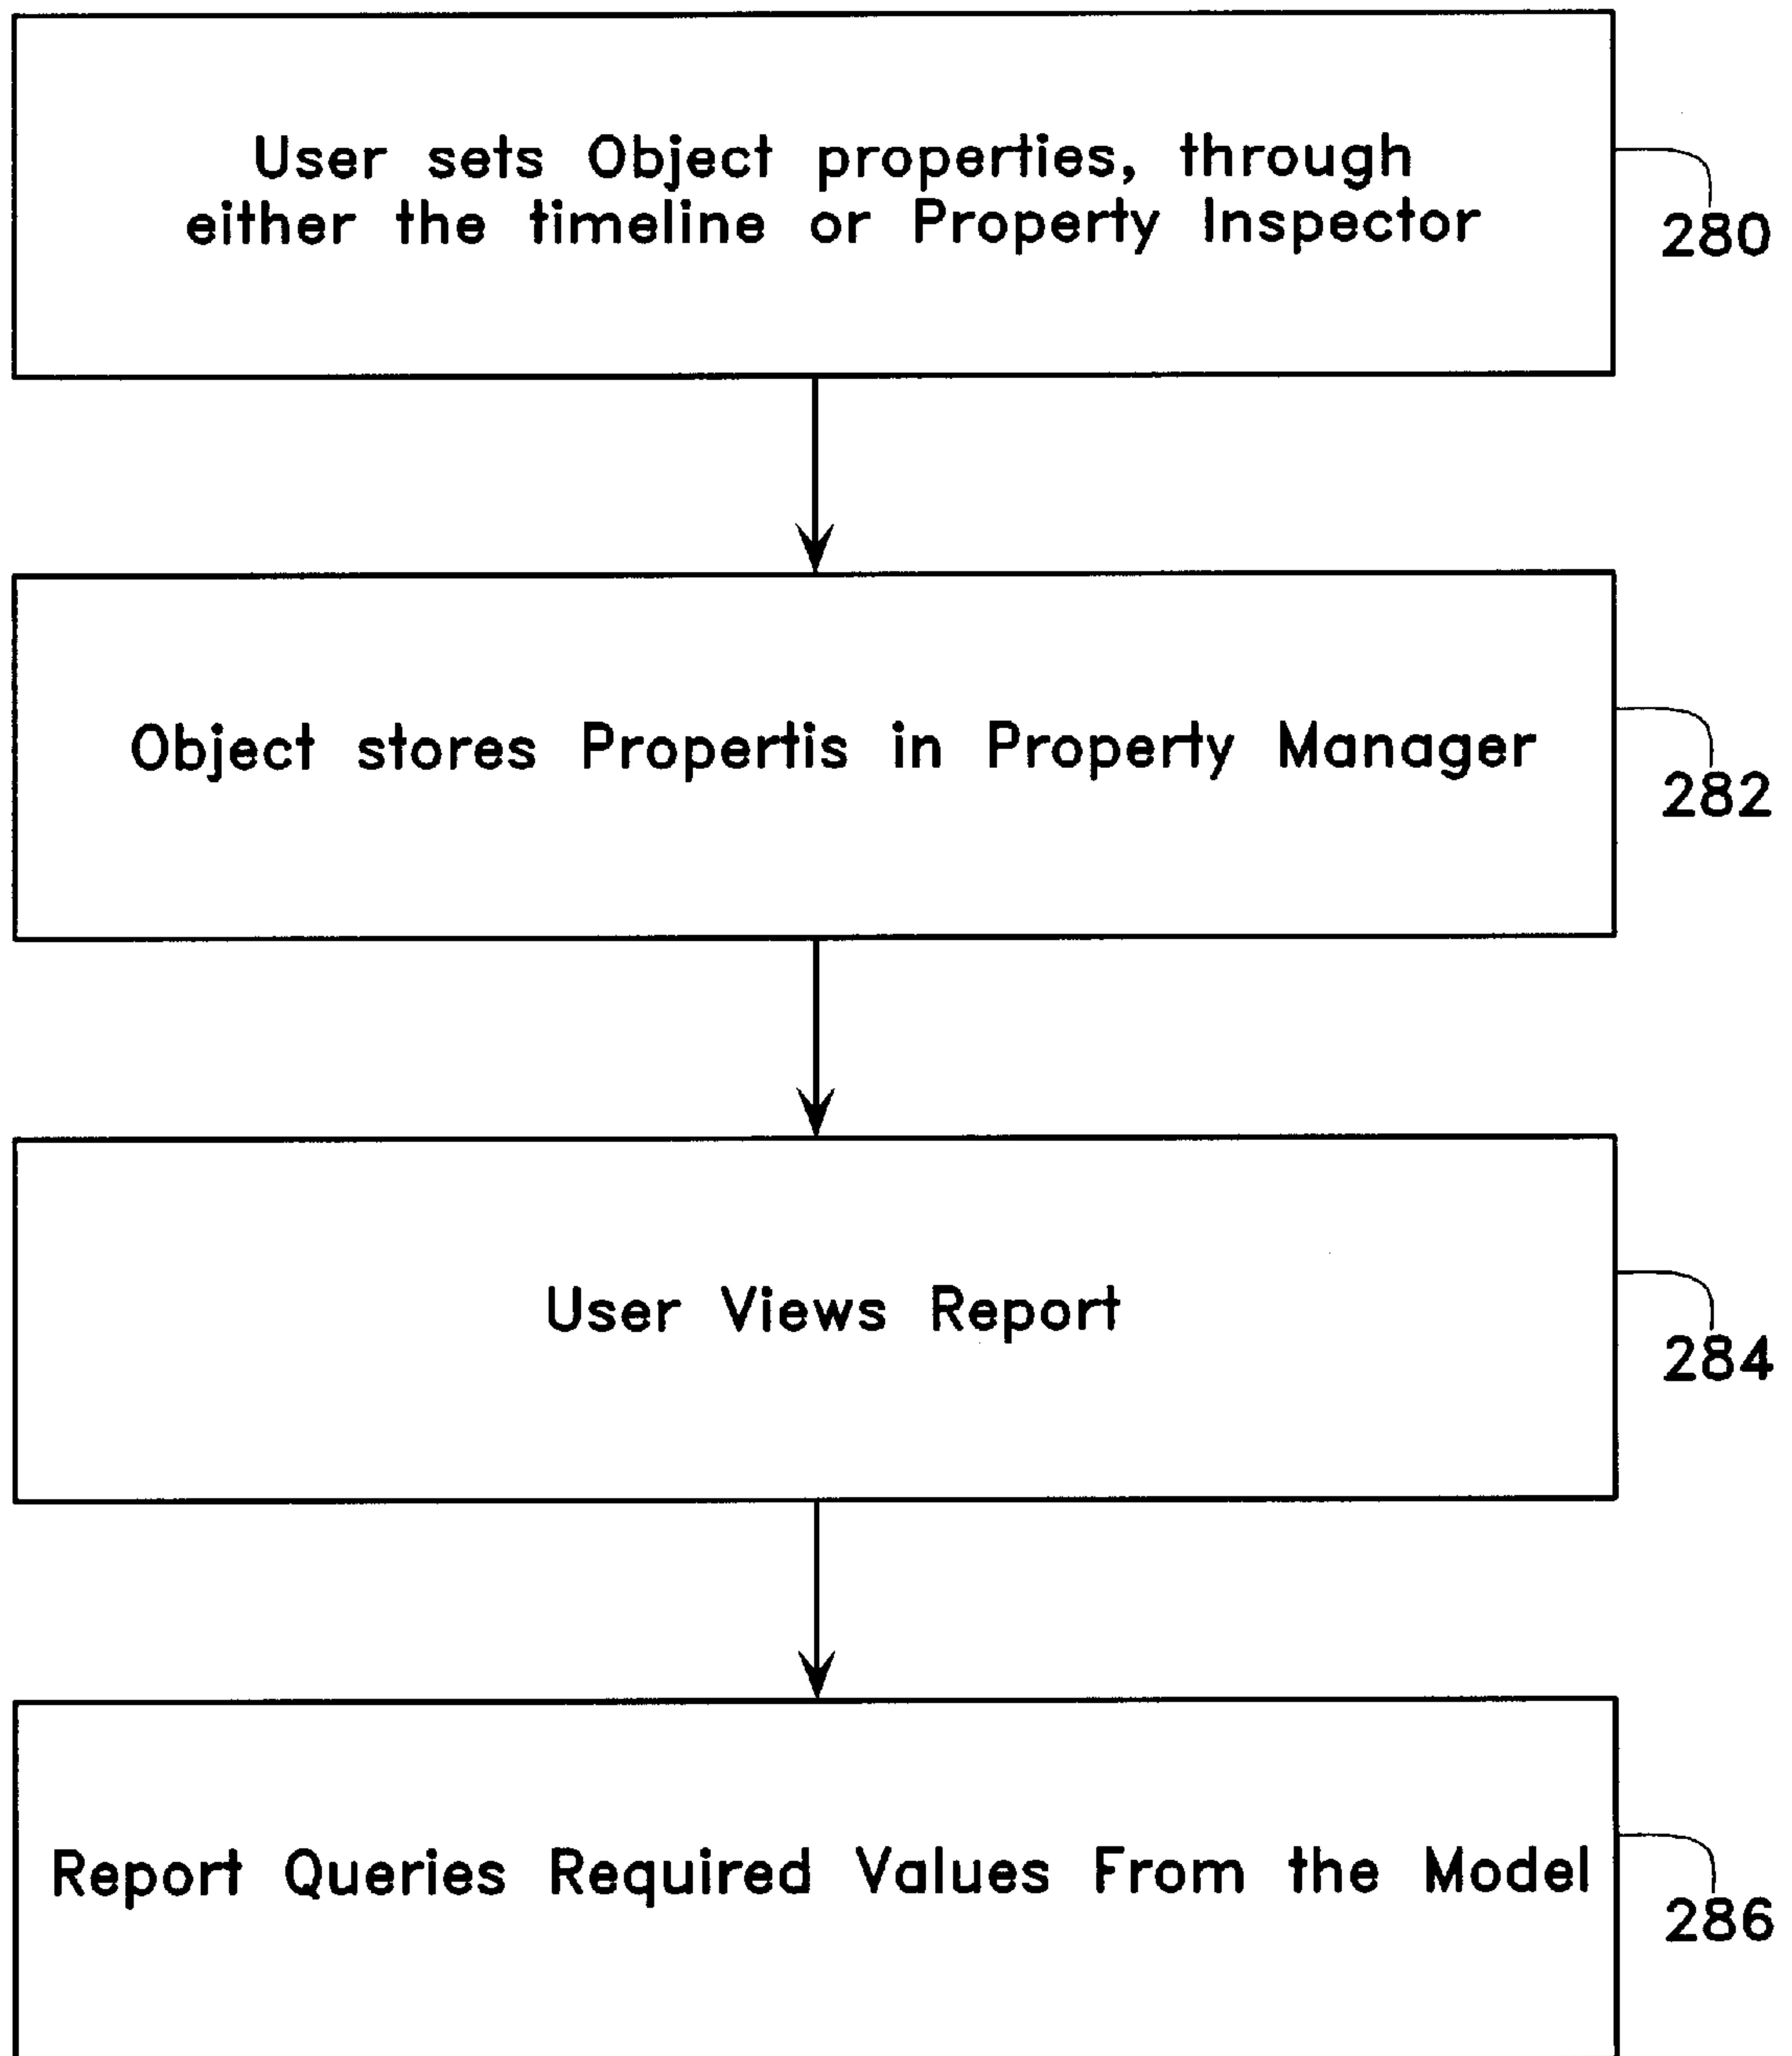 User sets Object properties, through
either the timeline or Property Inspector
280
Object stores Propertis in Property Manager
282
User Views Report
284
Report Queries Required Values From the Model
286